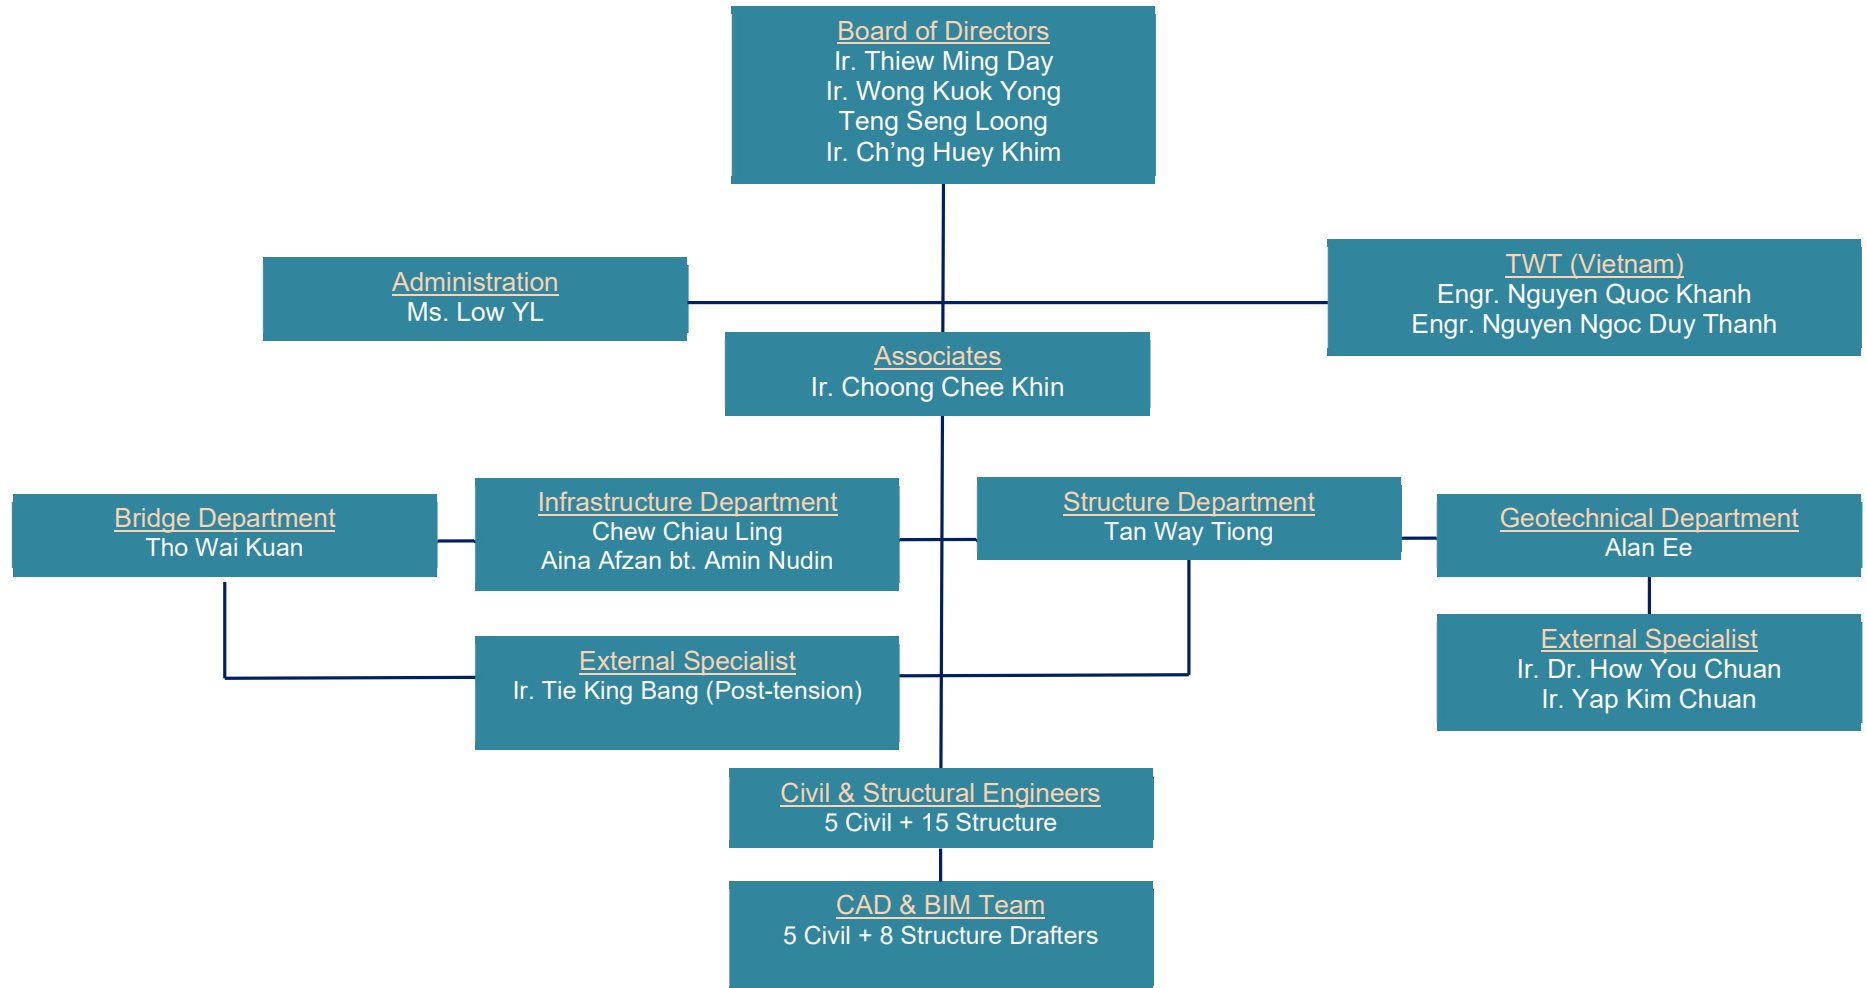 Board of Directors
Ir. Thiew Ming Day
Ir. Wong Kuok Yong
Teng Seng Loong
Ir. Ch’ng Huey Khim
Administration
Ms. Low YL
TWT (Vietnam)
Engr. Nguyen Quoc Khanh
Engr. Nguyen Ngoc Duy Thanh
Associates
Ir. Choong Chee Khin
Bridge Department
Tho Wai Kuan
Infrastructure Department
Chew Chiau Ling
Aina Afzan bt. Amin Nudin
Structure Department
Tan Way Tiong
Geotechnical Department
Alan Ee
External Specialist
Ir. Tie King Bang (Post-tension)
External Specialist
Ir. Dr. How You Chuan
Ir. Yap Kim Chuan
Civil & Structural Engineers
5 Civil + 15 Structure
CAD & BIM Team
5 Civil + 8 Structure Drafters